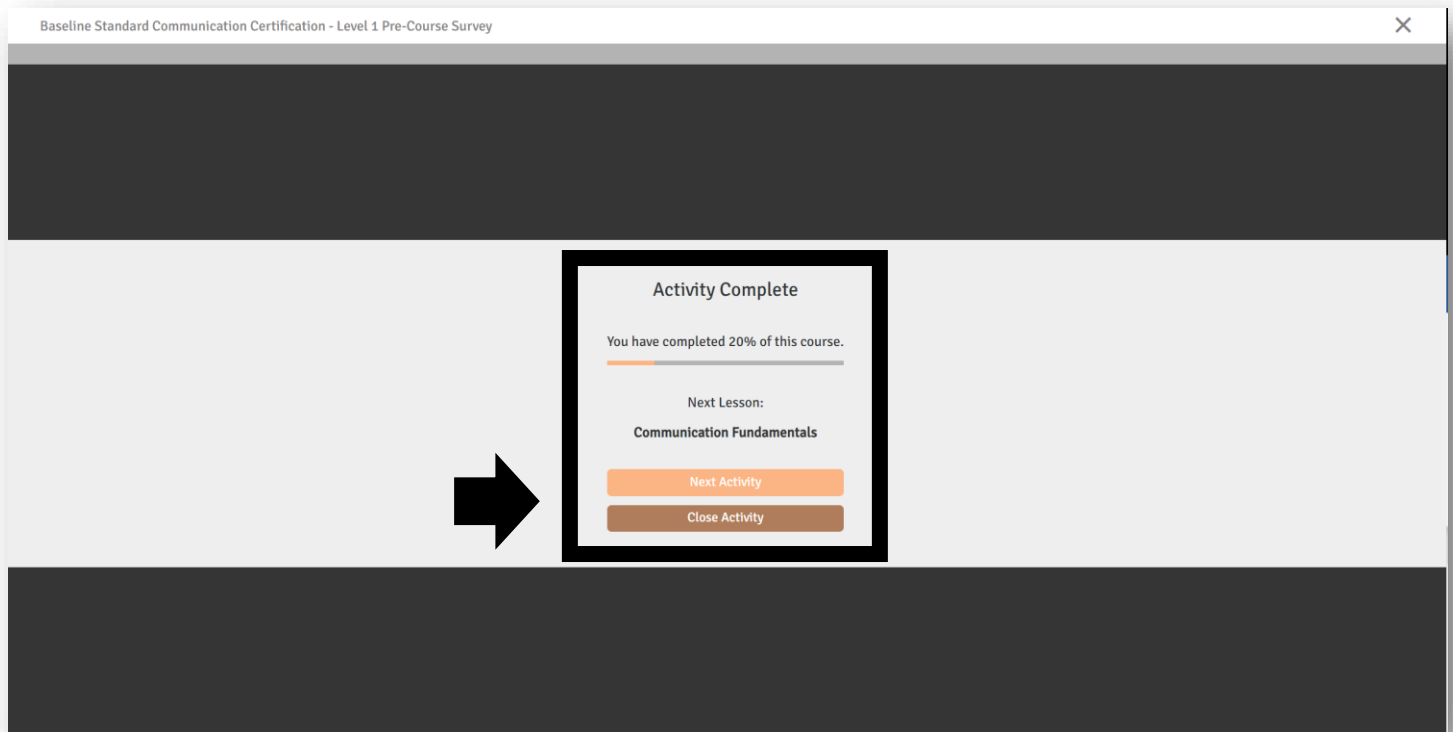 Baseline Standard Communication Certification - Level 1 Pre-Course Survey
Activity Complete
You have completed 20% of this course.
Next Lesson:
Communication Fundamentals
Next Activity
Close Activity